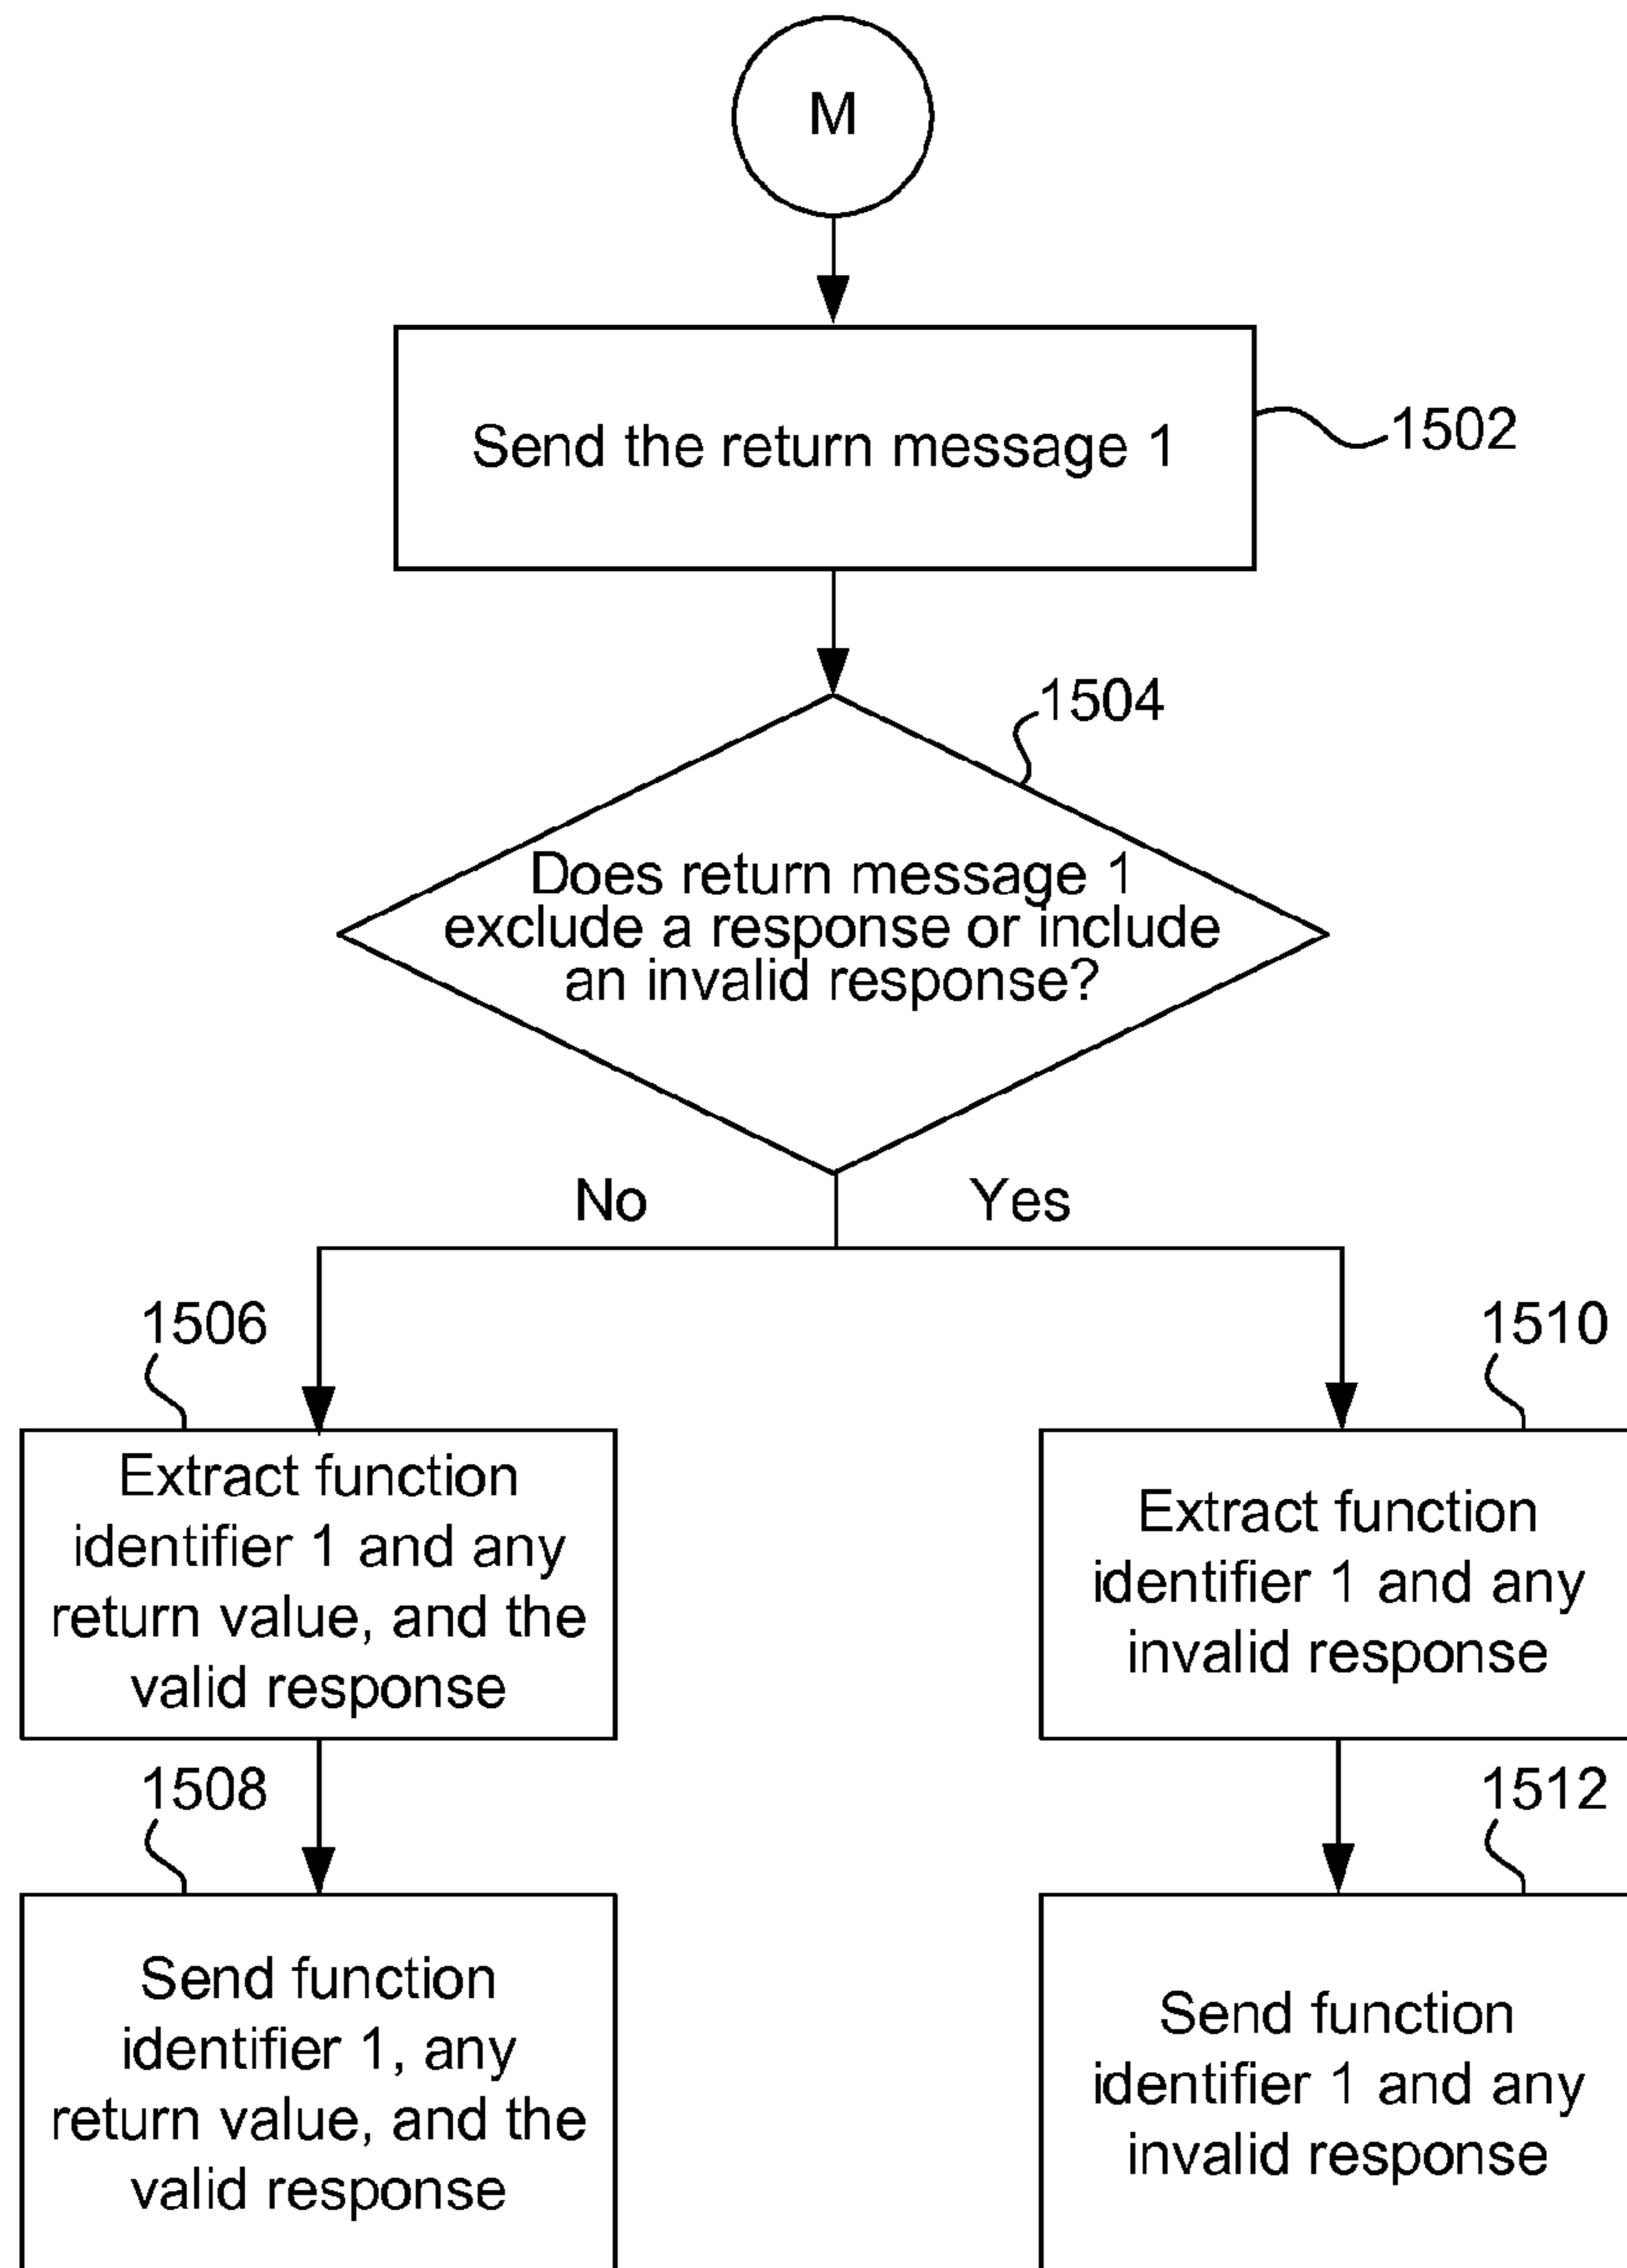 M
Send the return message 1
1502
1504
Does return message 1
exclude a response or include
an invalid response?
No
Yes
1506
Extract function
identifier 1 and any
return value, and the
valid response
1510
Extract function
identifier 1 and any
invalid response
1508
Send function
identifier 1, any
return value, and the
valid response
1512
Send function
identifier 1 and any
invalid response